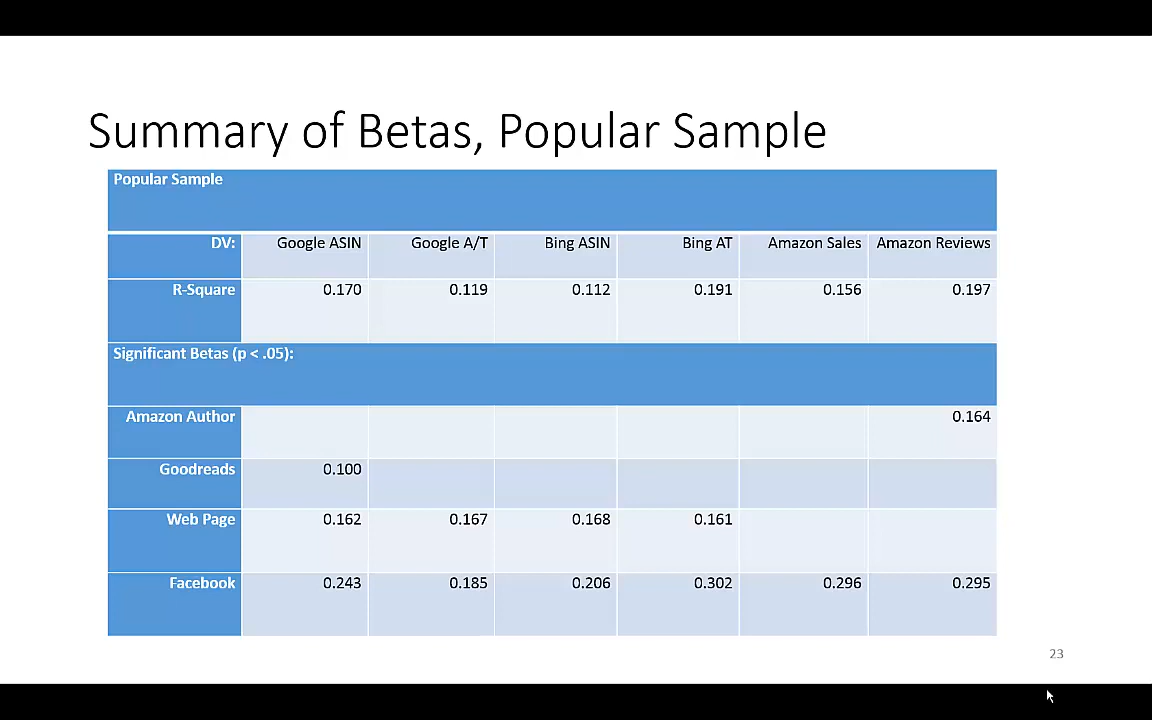 Summary of Betas, Popular Sample
Popular Sample
DV: Google ASIN Google A/T Bing ASIN Bing AT Amazon Sales Amazon Reviews
R-Square 0.170 0.119 0.112 0.191 0.156 0.197
Significant Betas (p < .05):
Amazon Author 0.164
Goodreads 0.100
Web Page 0.162 0.167 0.168 0.161
Facebook 0.243 0.185 0.206 0.302 0.296 0.295
23